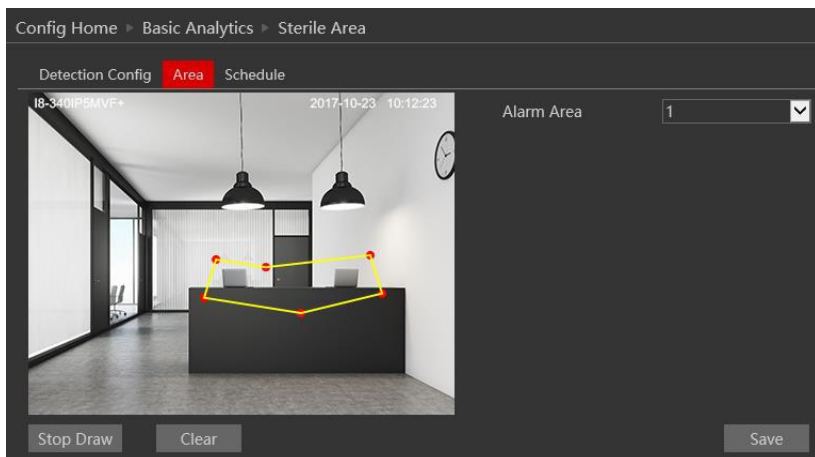 Config Home ▶ Basic Analytics ▶ Sterile Area
Detection Config Area Schedule
I8-340IP5MVF+ 2017-10-23 10:12:23
Alarm Area 1
Stop Draw Clear Save